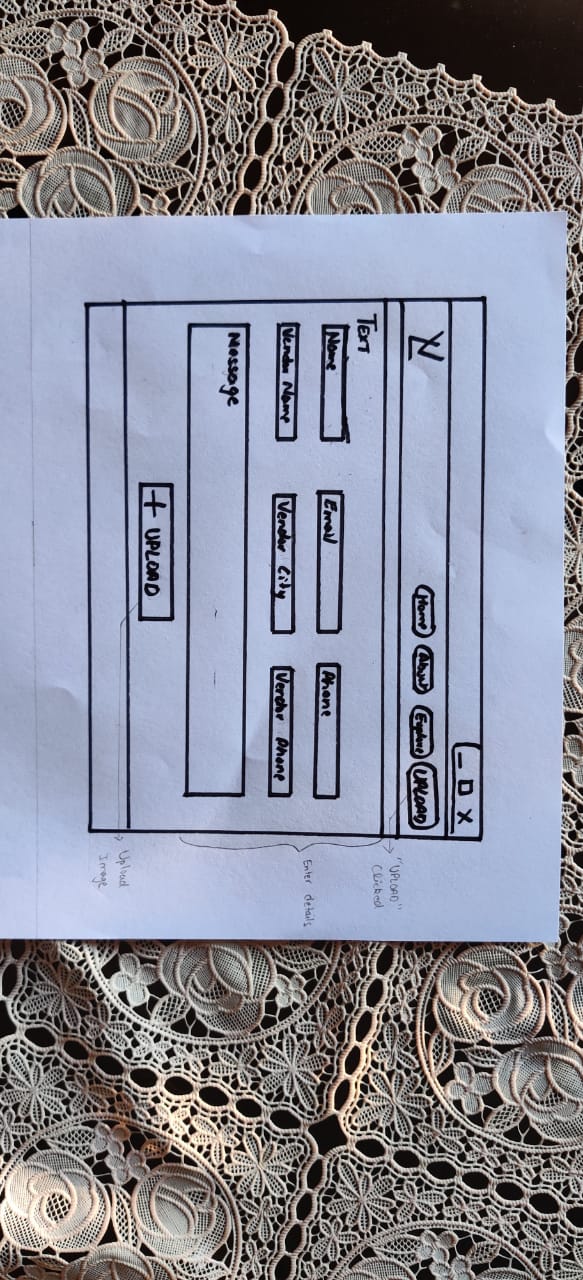 _ □ X
Home About Explore UPLOAD
"UPLOAD"
Clicked
TEXT
Name Email Phone
Vendor Name Vendor City Vendor Phone
Enter details
Message
+ UPLOAD
Upload
Image